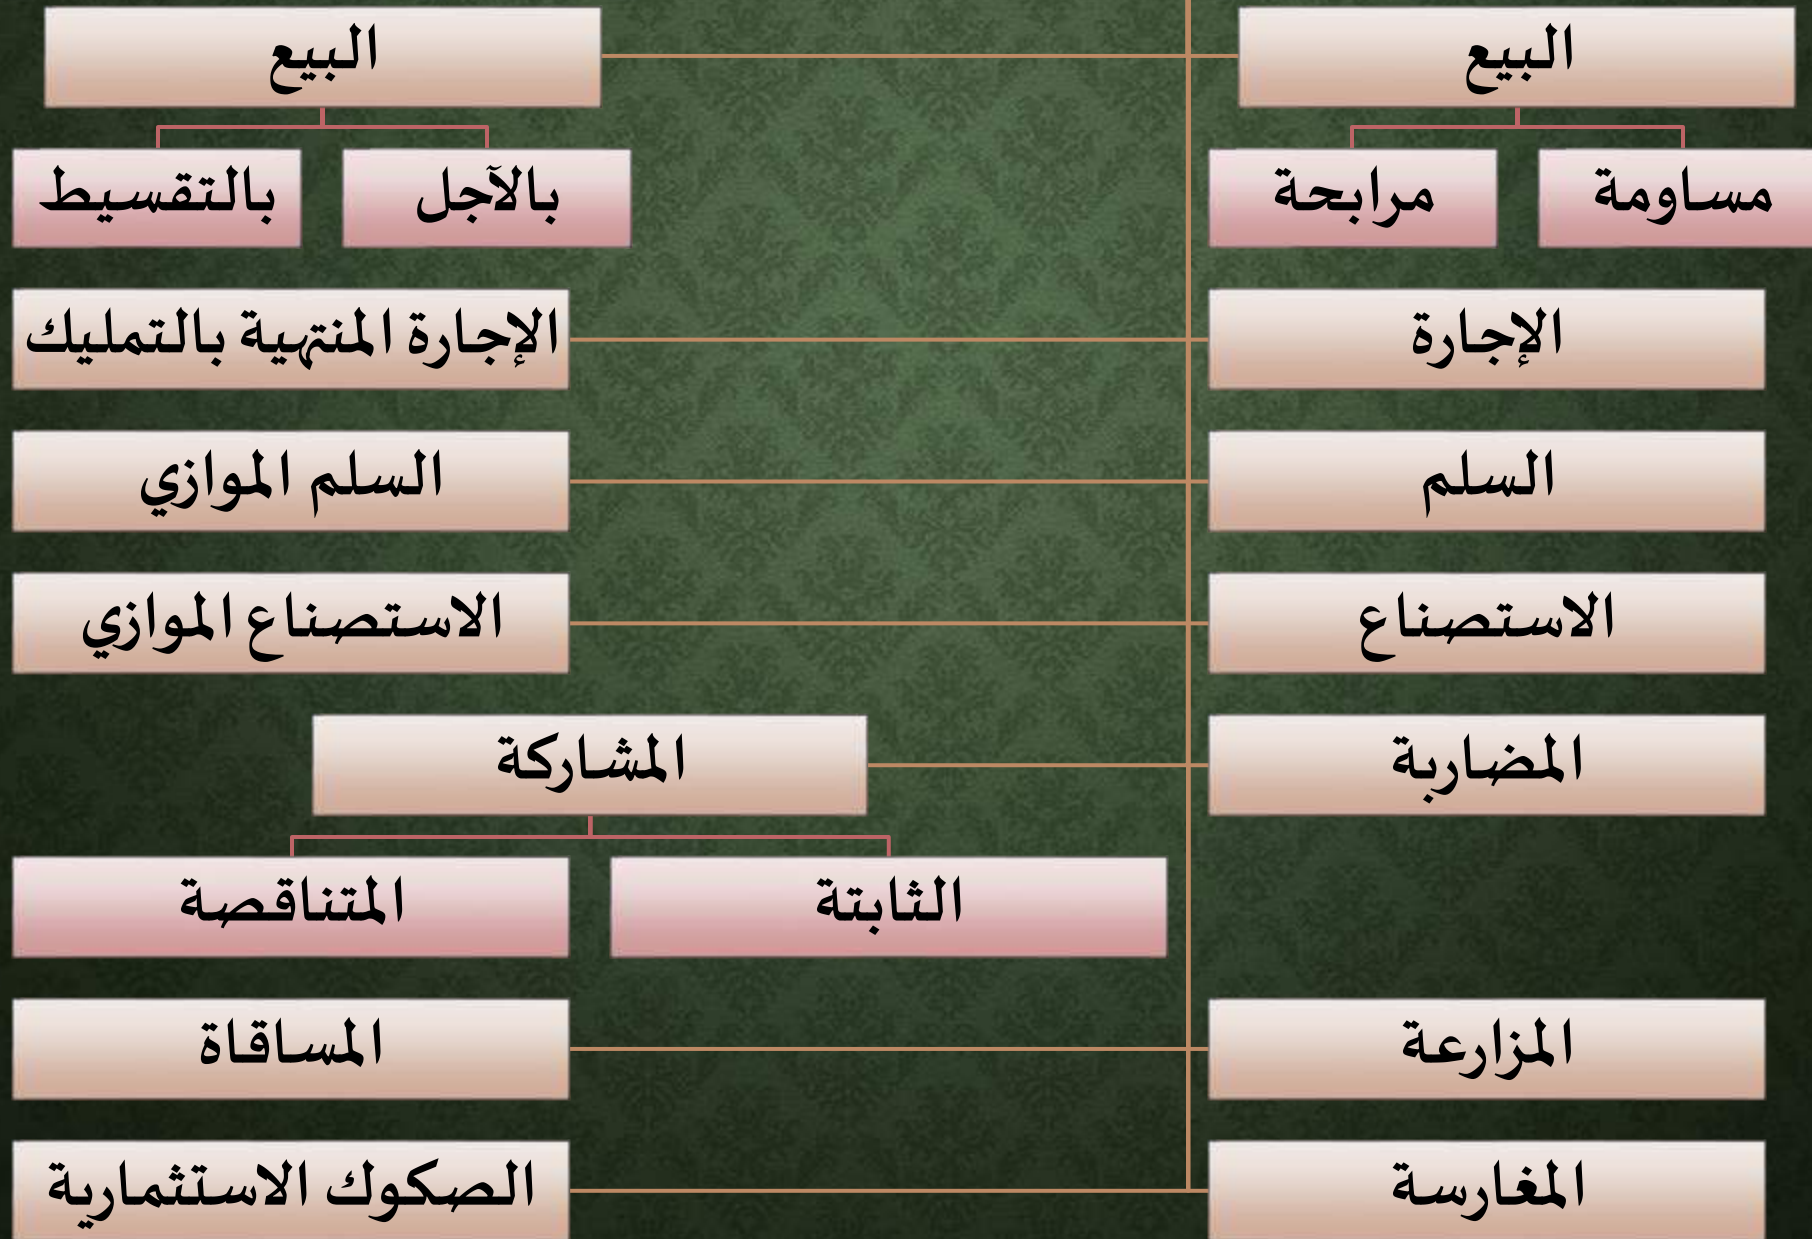 البيع
البيع
مساومة
مرابحة
بالآجل
بالتقسيط
الإجارة
الإجارة المنتهية بالتمليك
السلم
السلم الموازي
الاستصناع
الاستصناع الموازي
المضاربة
المشاركة
الثابتة
المتناقصة
المزارعة
المساقاة
المغارسة
الصكوك الاستثمارية